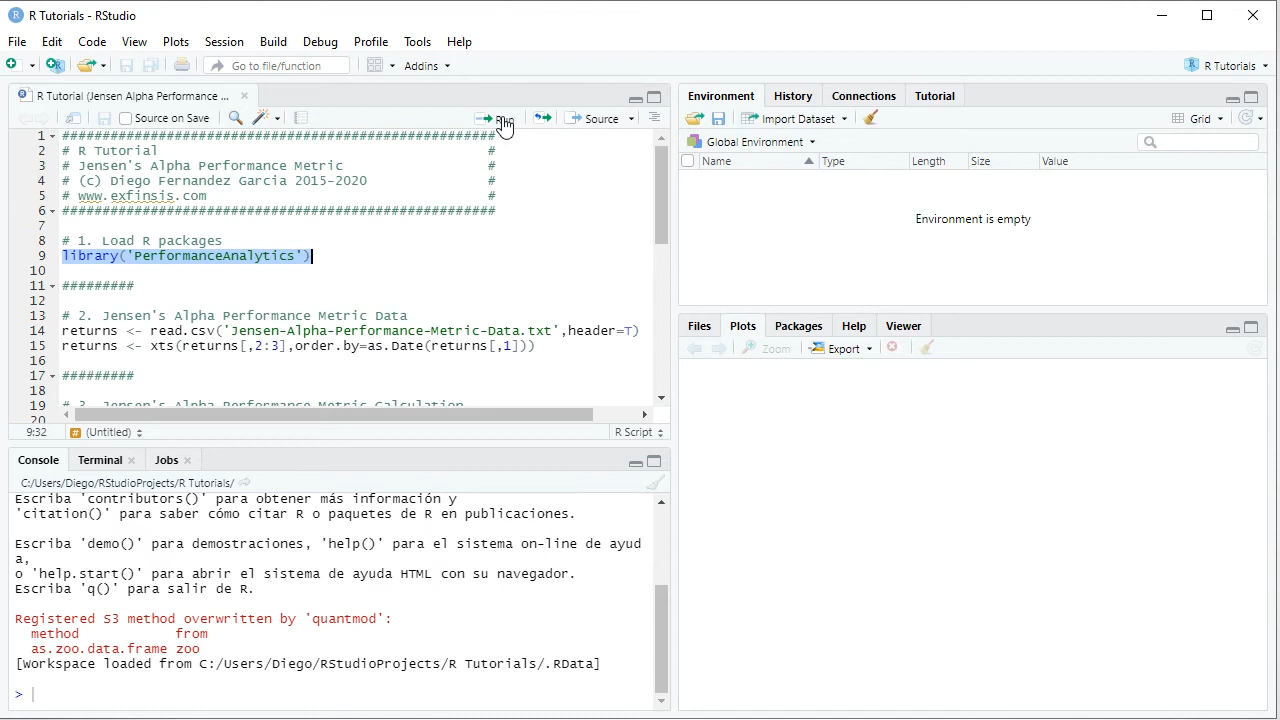 R Tutorials - RStudio
File Edit Code View Plots Session Build Debug Profile Tools Help
Go to file/function Addins R Tutorials
R Tutorial (Jensen Alpha Performance ...
Source on Save Run Source
1 ####################################################
2 # R Tutorial #
3 # Jensen's Alpha Performance Metric #
4 # (c) Diego Fernandez Garcia 2015-2020 #
5 # www.exfinsis.com #
6 ####################################################
7
8 # 1. Load R packages
9 library('PerformanceAnalytics')
10
11 #########
12
13 # 2. Jensen's Alpha Performance Metric Data
14 returns <- read.csv('Jensen-Alpha-Performance-Metric-Data.txt',header=T)
15 returns <- xts(returns[,2:3],order.by=as.Date(returns[,1]))
16
17 #########
18
19 # 3. Jensen's Alpha Performance Metric Calculation
20
9:32 (Untitled) R Script
Console Terminal Jobs
C:/Users/Diego/RStudioProjects/R Tutorials/
Escriba 'contributors()' para obtener más información y
'citation()' para saber cómo citar R o paquetes de R en publicaciones.
Escriba 'demo()' para demostraciones, 'help()' para el sistema on-line de ayud
a,
o 'help.start()' para abrir el sistema de ayuda HTML con su navegador.
Escriba 'q()' para salir de R.
Registered S3 method overwritten by 'quantmod':
method from
as.zoo.data.frame zoo
[Workspace loaded from C:/Users/Diego/RStudioProjects/R Tutorials/.RData]
>
Environment History Connections Tutorial
Import Dataset Grid
Global Environment
Name Type Length Size Value
Environment is empty
Files Plots Packages Help Viewer
Zoom Export